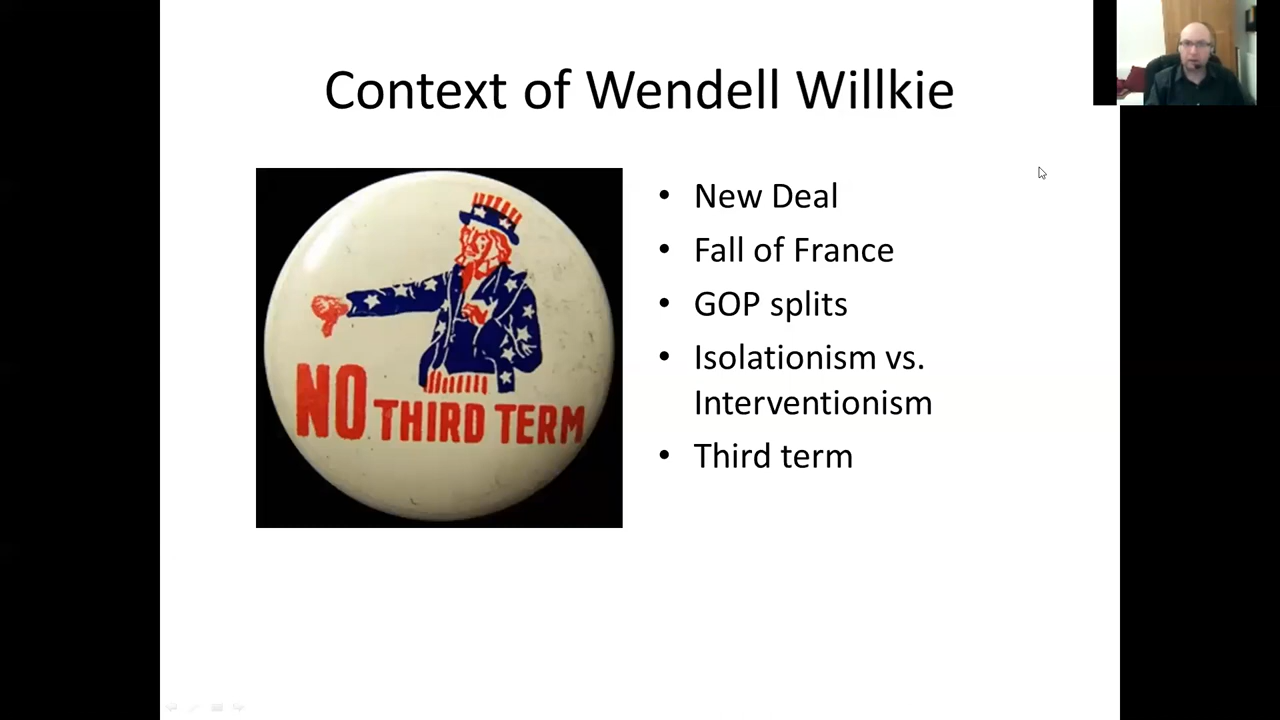 Context of Wendell Willkie
NO THIRD TERM
• New Deal
• Fall of France
• GOP splits
• Isolationism vs.
Interventionism
• Third term